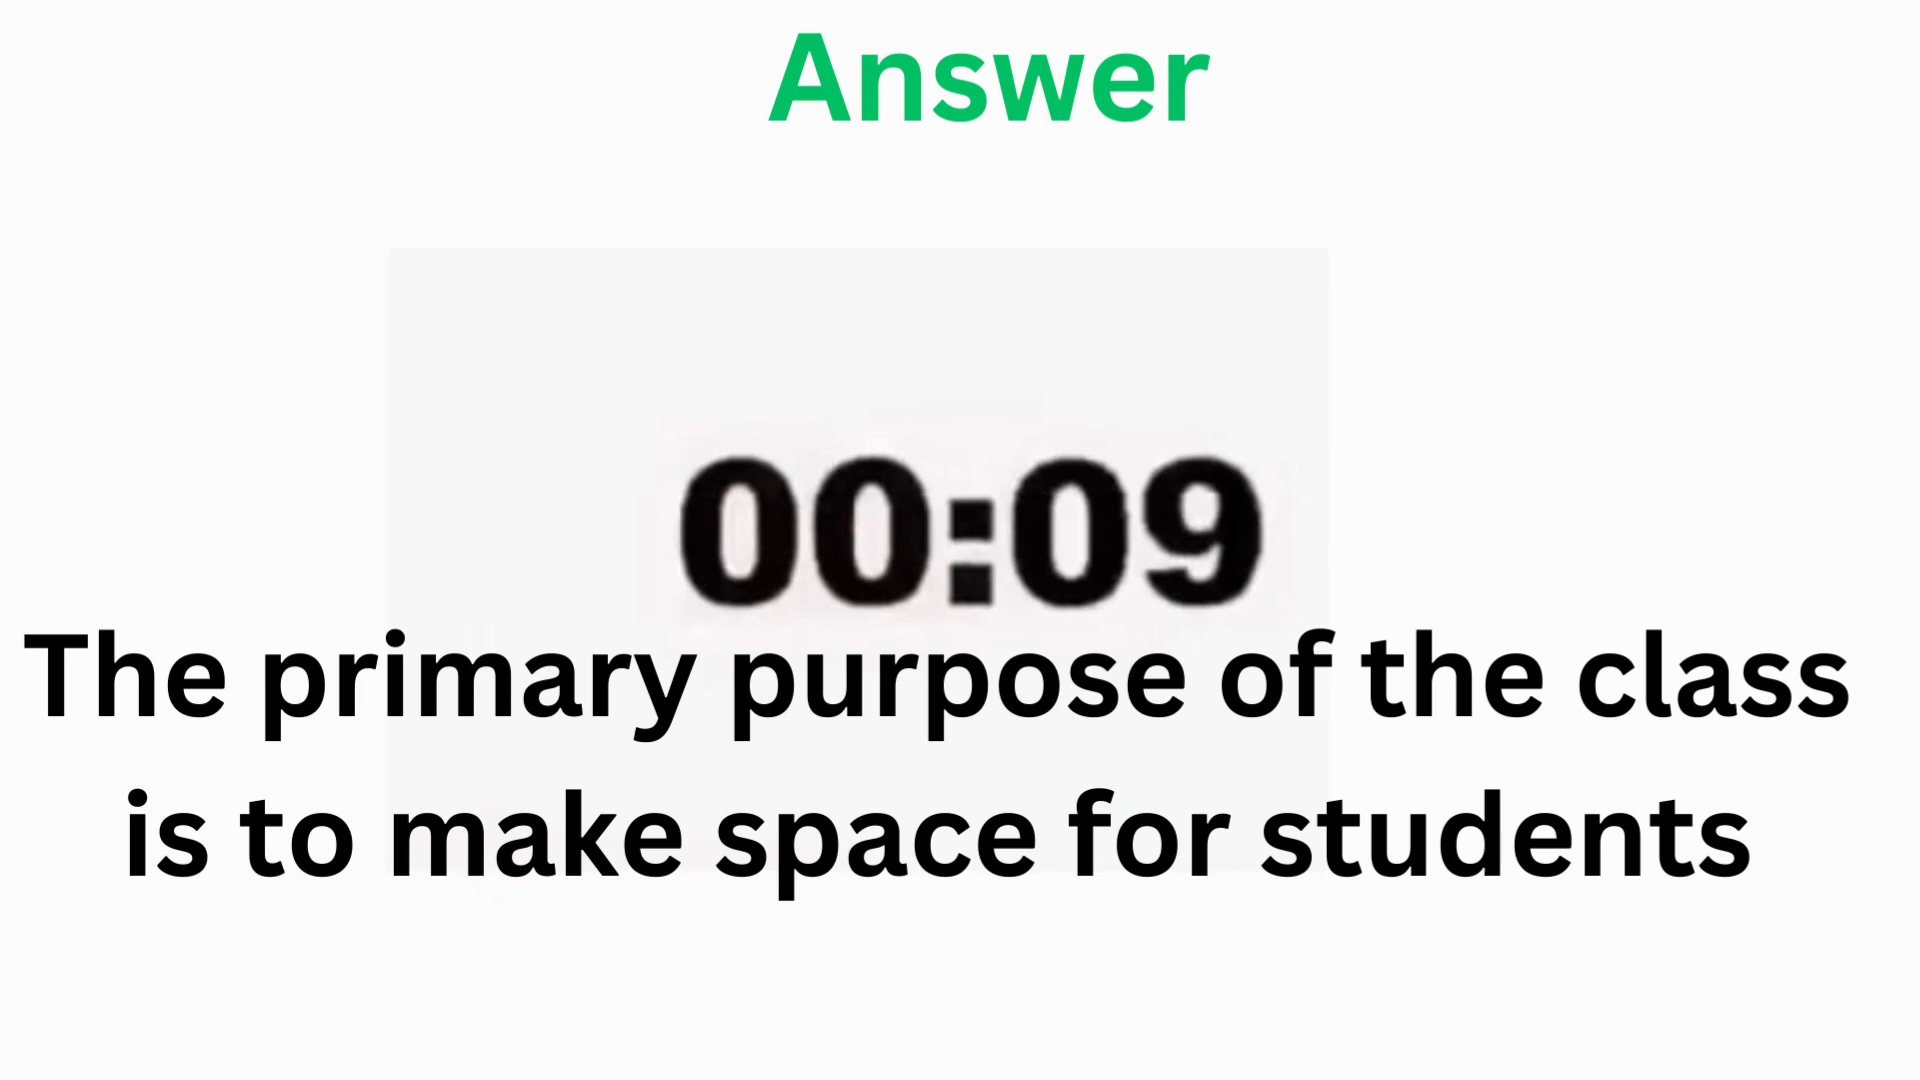 Answer
00:09
The primary purpose of the class
is to make space for students